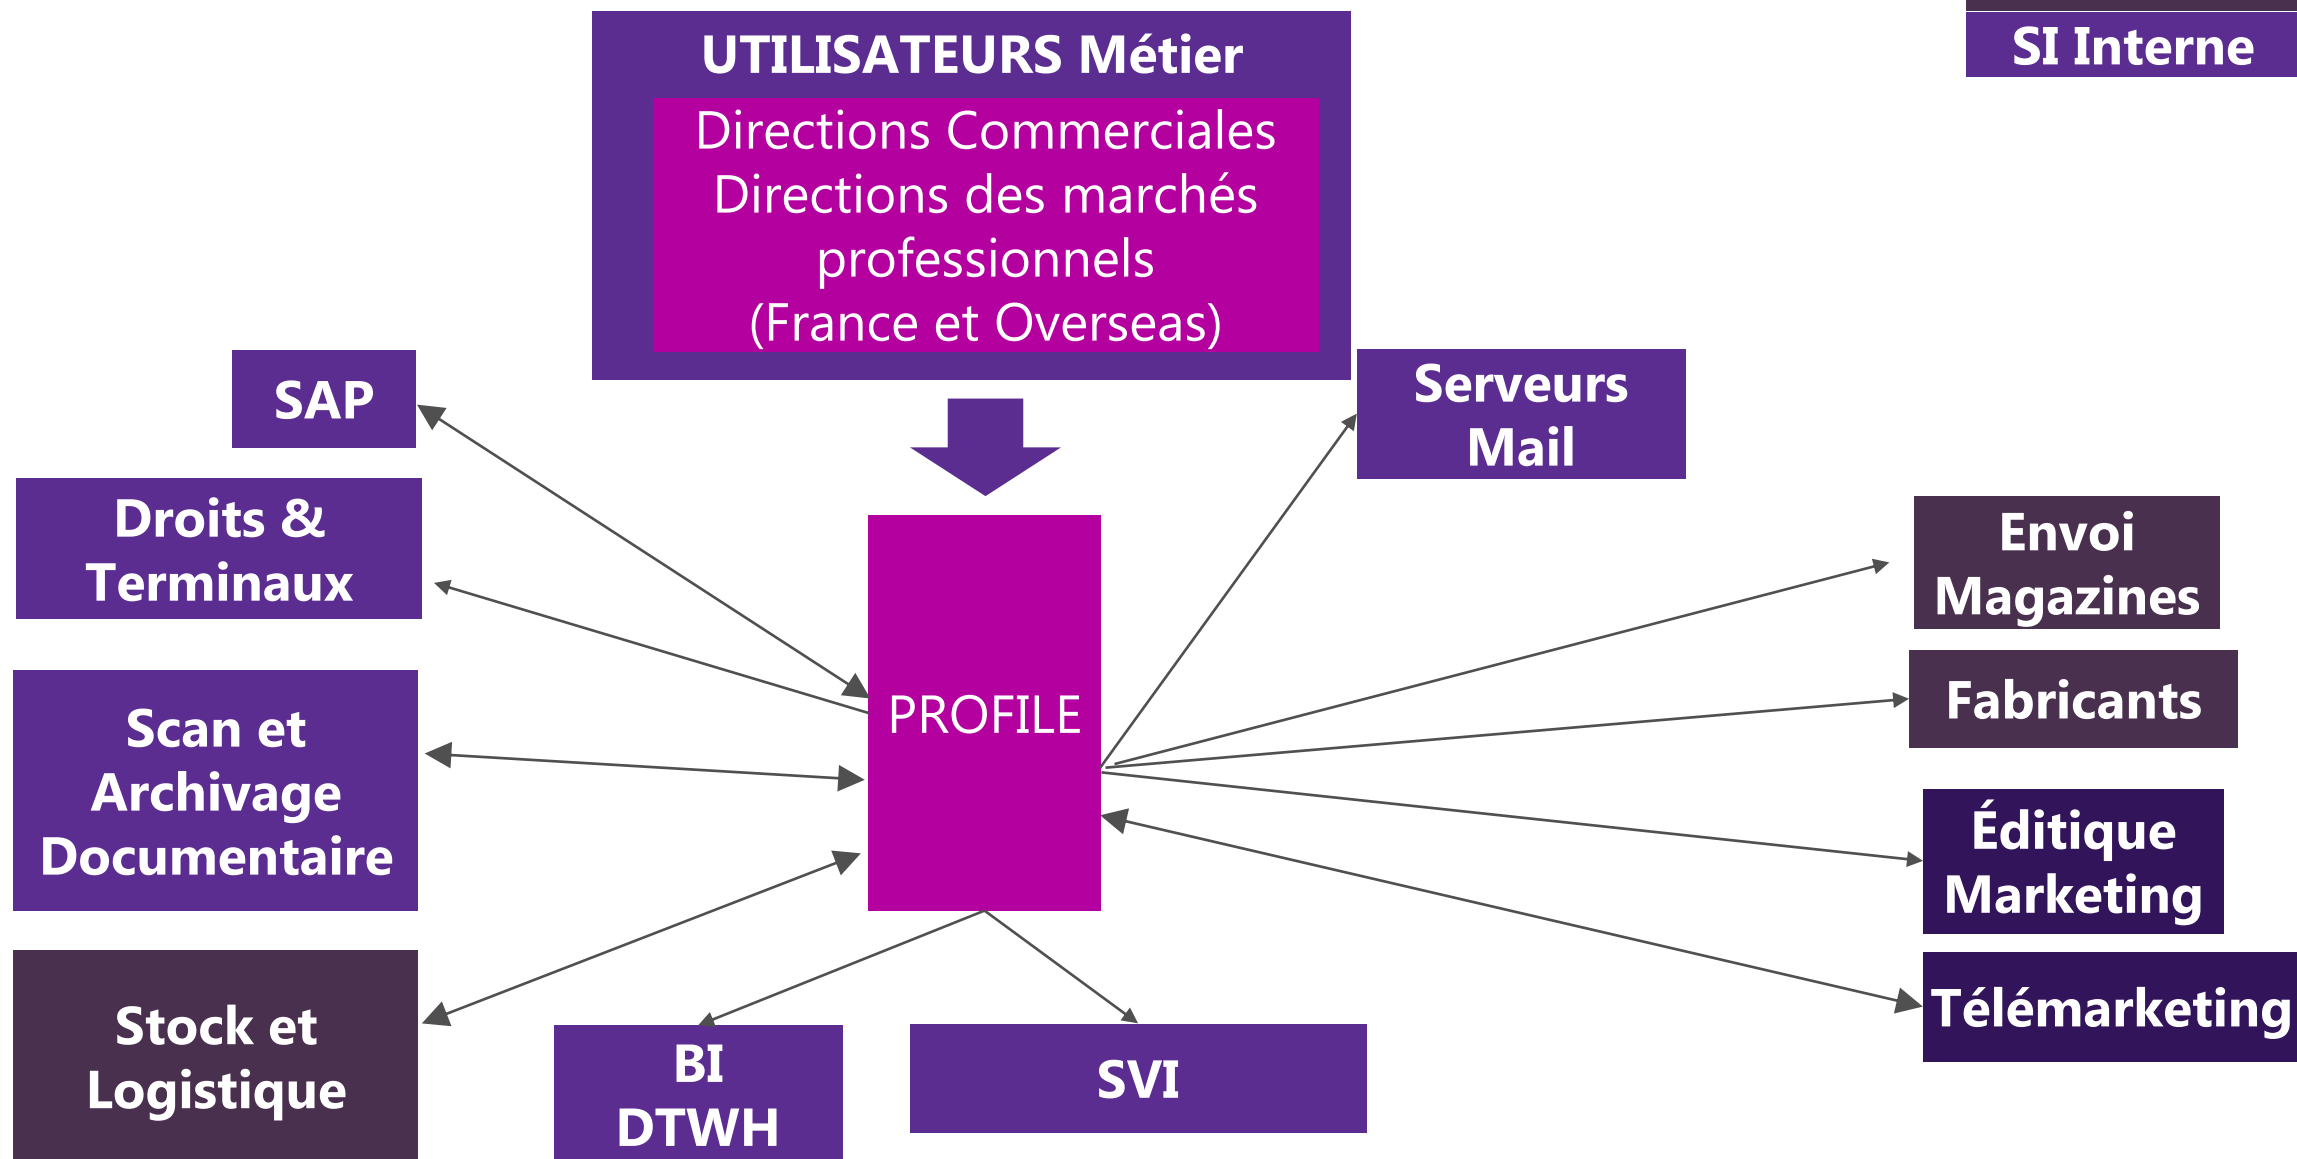 UTILISATEURS Métier
Directions Commerciales
Directions des marchés
professionnels
(France et Overseas)
SI Interne
SAP
Serveurs
Mail
Droits &
Terminaux
Envoi
Magazines
Scan et
Archivage
Documentaire
PROFILE
Fabricants
Éditique
Marketing
Stock et
Logistique
Télémarketing
BI
DTWH
SVI